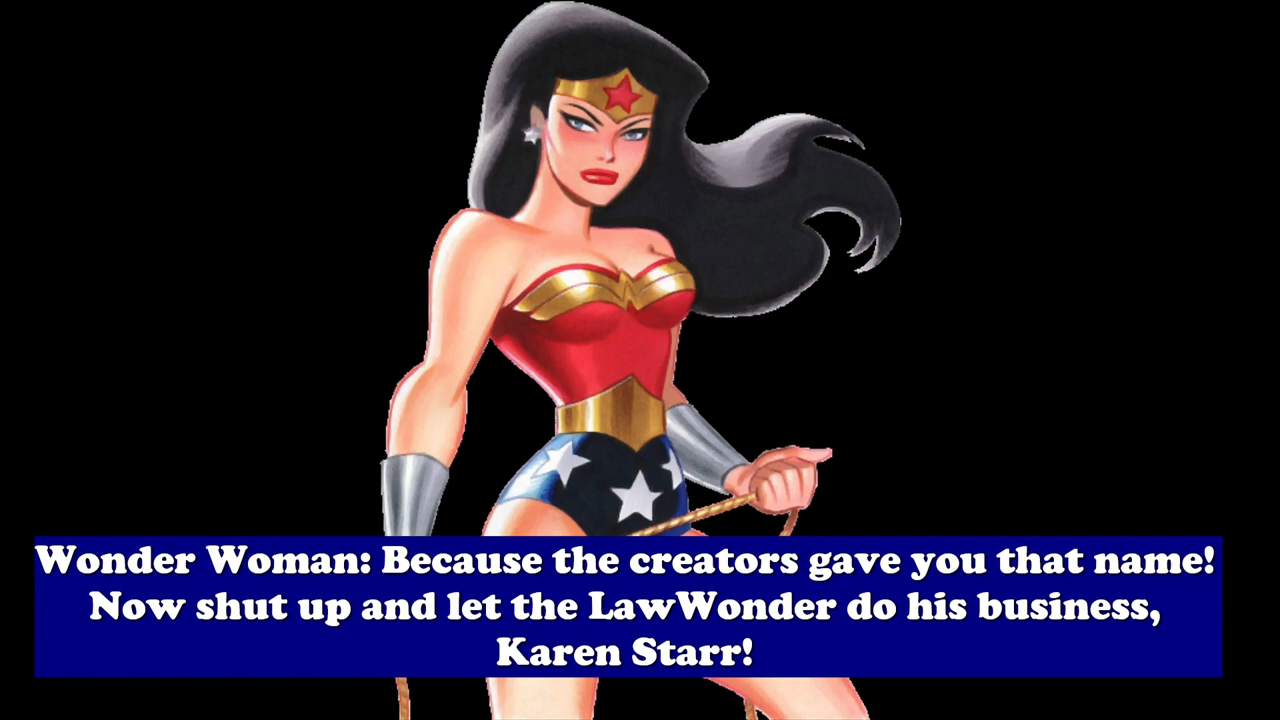 Wonder Woman: Because the creators gave you that name!
Now shut up and let the LawWonder do his business,
Karen Starr!